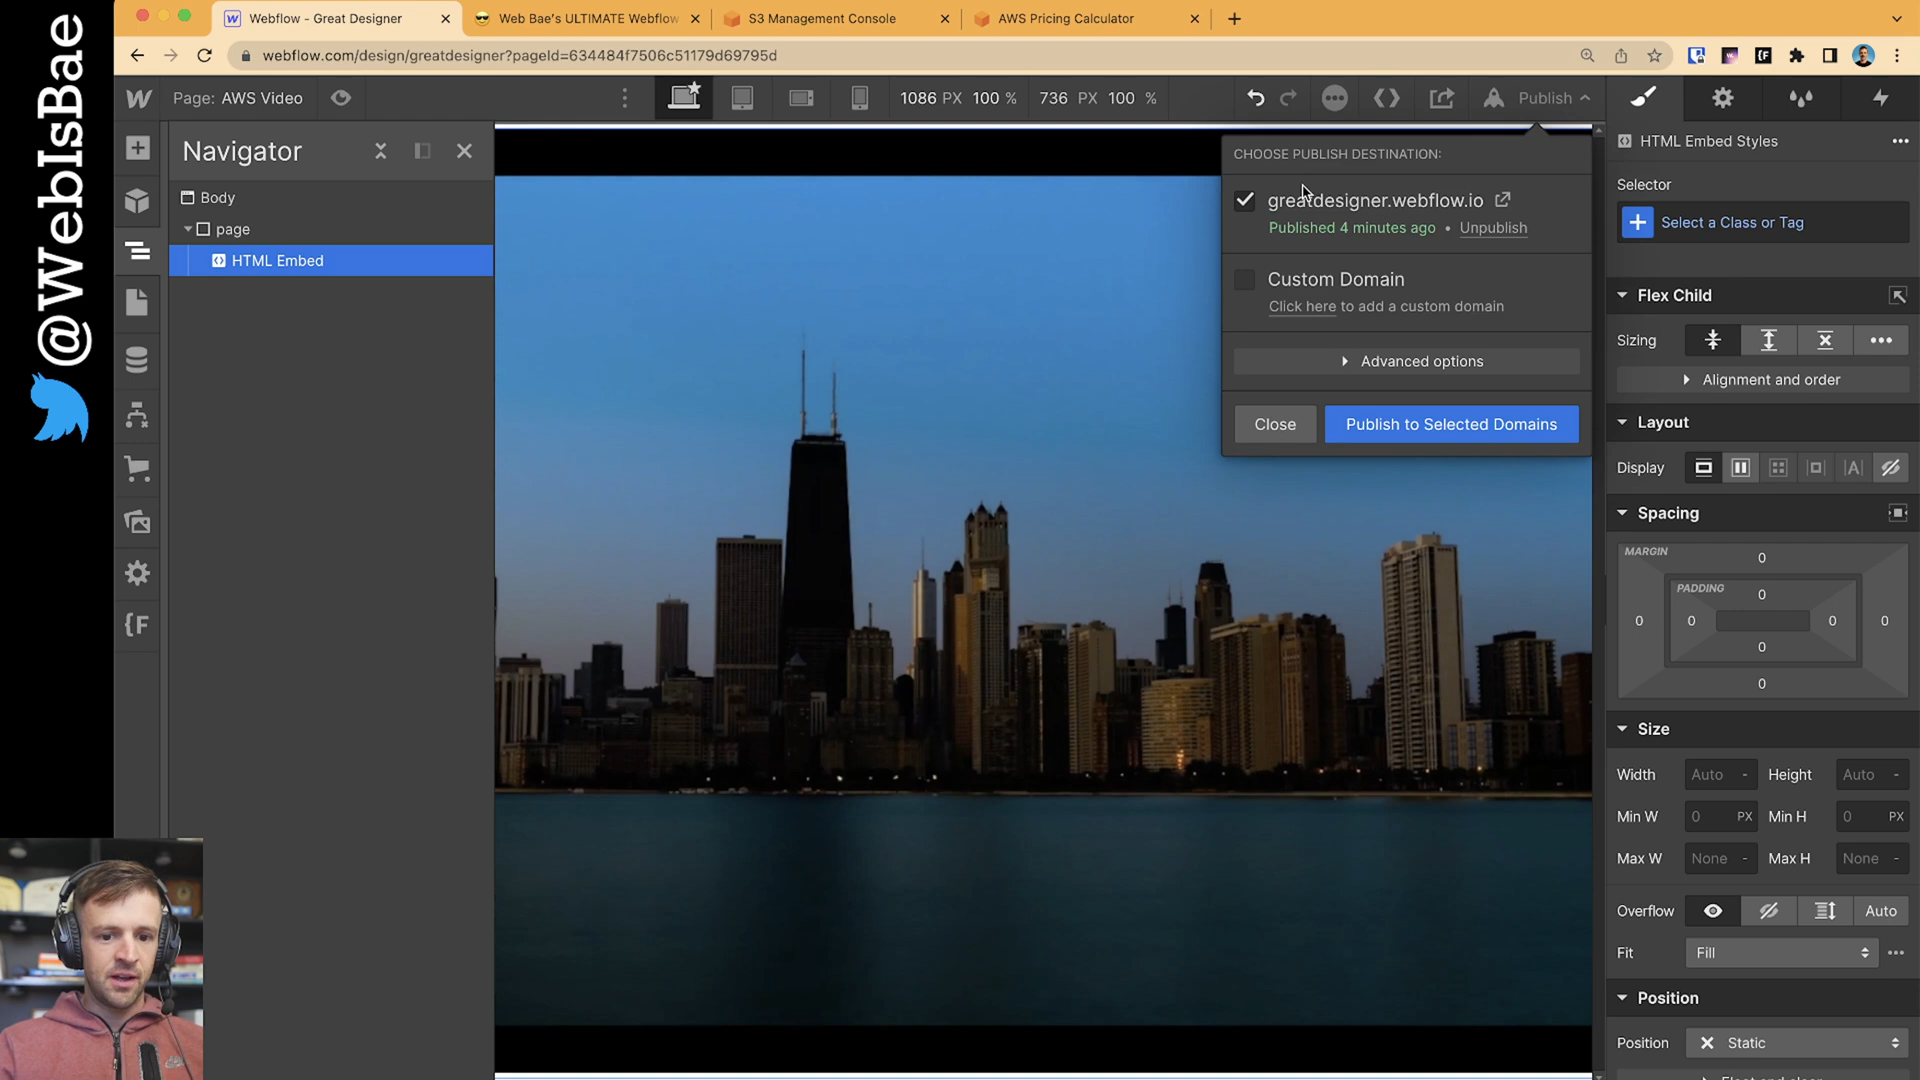 @WebIsBae
Webflow - Great Designer
Web Bae's ULTIMATE Webflow
S3 Management Console
AWS Pricing Calculator
webflow.com/design/greatdesigner?pageId=634484f7506c51179d69795d
Page: AWS Video
1086 PX 100 % 736 PX 100 %
Publish
Navigator
Body
page
HTML Embed
{F
CHOOSE PUBLISH DESTINATION:
greatdesigner.webflow.io
Published 4 minutes ago • Unpublish
Custom Domain
Click here to add a custom domain
Advanced options
Close
Publish to Selected Domains
HTML Embed Styles
Selector
Select a Class or Tag
Flex Child
Sizing
Alignment and order
Layout
Display
Spacing
MARGIN
0
PADDING
0
0 0 0 0
0
0
Size
Width Auto - Height Auto -
Min W 0 PX Min H 0 PX
Max W None - Max H None -
Overflow Auto
Fit Fill
Position
Position Static